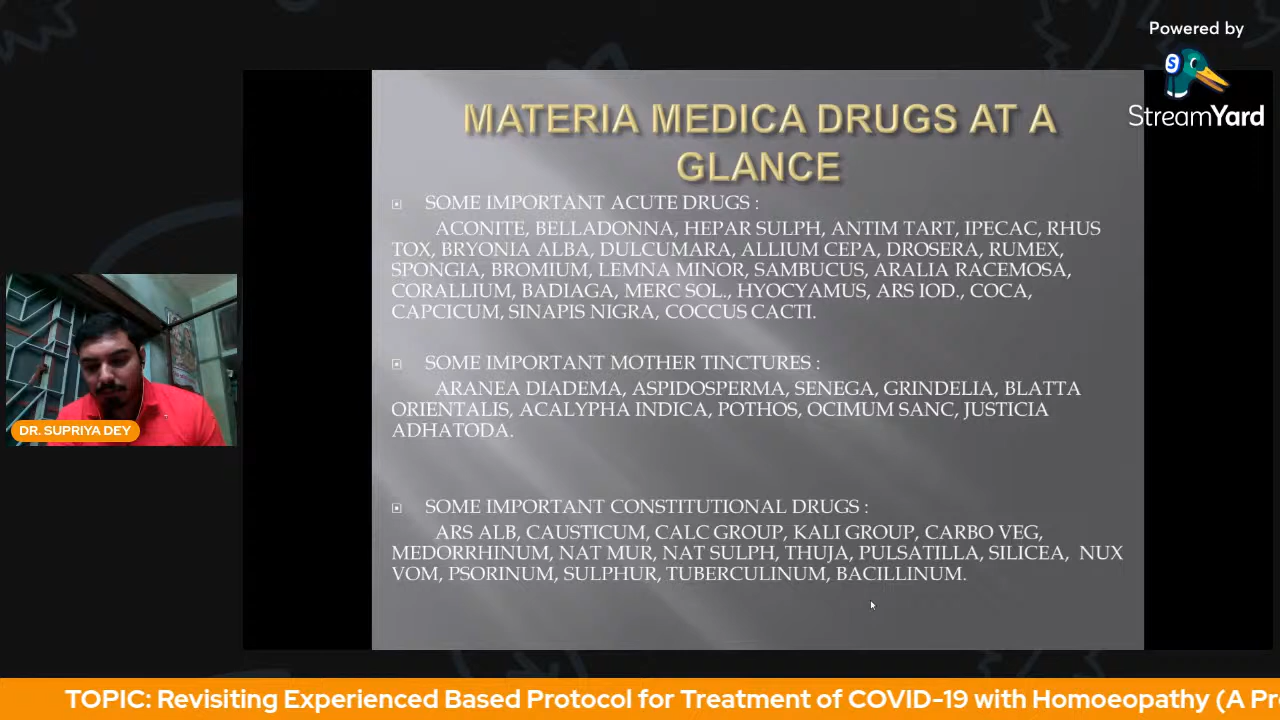 Powered by
StreamYard
MATERIA MEDICA DRUGS AT A
GLANCE
SOME IMPORTANT ACUTE DRUGS :
ACONITE, BELLADONNA, HEPAR SULPH, ANTIM TART, IPECAC, RHUS
TOX, BRYONIA ALBA, DULCUMARA, ALLIUM CEPA, DROSERA, RUMEX,
SPONGIA, BROMIUM, LEMNA MINOR, SAMBUCUS, ARALIA RACEMOSA,
CORALLIUM, BADIAGA, MERC SOL., HYOCYAMUS, ARS IOD., COCA,
CAPCICUM, SINAPIS NIGRA, COCCUS CACTI.
SOME IMPORTANT MOTHER TINCTURES :
ARANEA DIADEMA, ASPIDOSPERMA, SENEGA, GRINDELIA, BLATTA
ORIENTALIS, ACALYPHA INDICA, POTHOS, OCIMUM SANC, JUSTICIA
ADHATODA.
SOME IMPORTANT CONSTITUTIONAL DRUGS :
ARS ALB, CAUSTICUM, CALC GROUP, KALI GROUP, CARBO VEG,
MEDORRHINUM, NAT MUR, NAT SULPH, THUJA, PULSATILLA, SILICEA, NUX
VOM, PSORINUM, SULPHUR, TUBERCULINUM, BACILLINUM.
DR. SUPRIYA DEY
TOPIC: Revisiting Experienced Based Protocol for Treatment of COVID-19 with Homoeopathy (A Pr